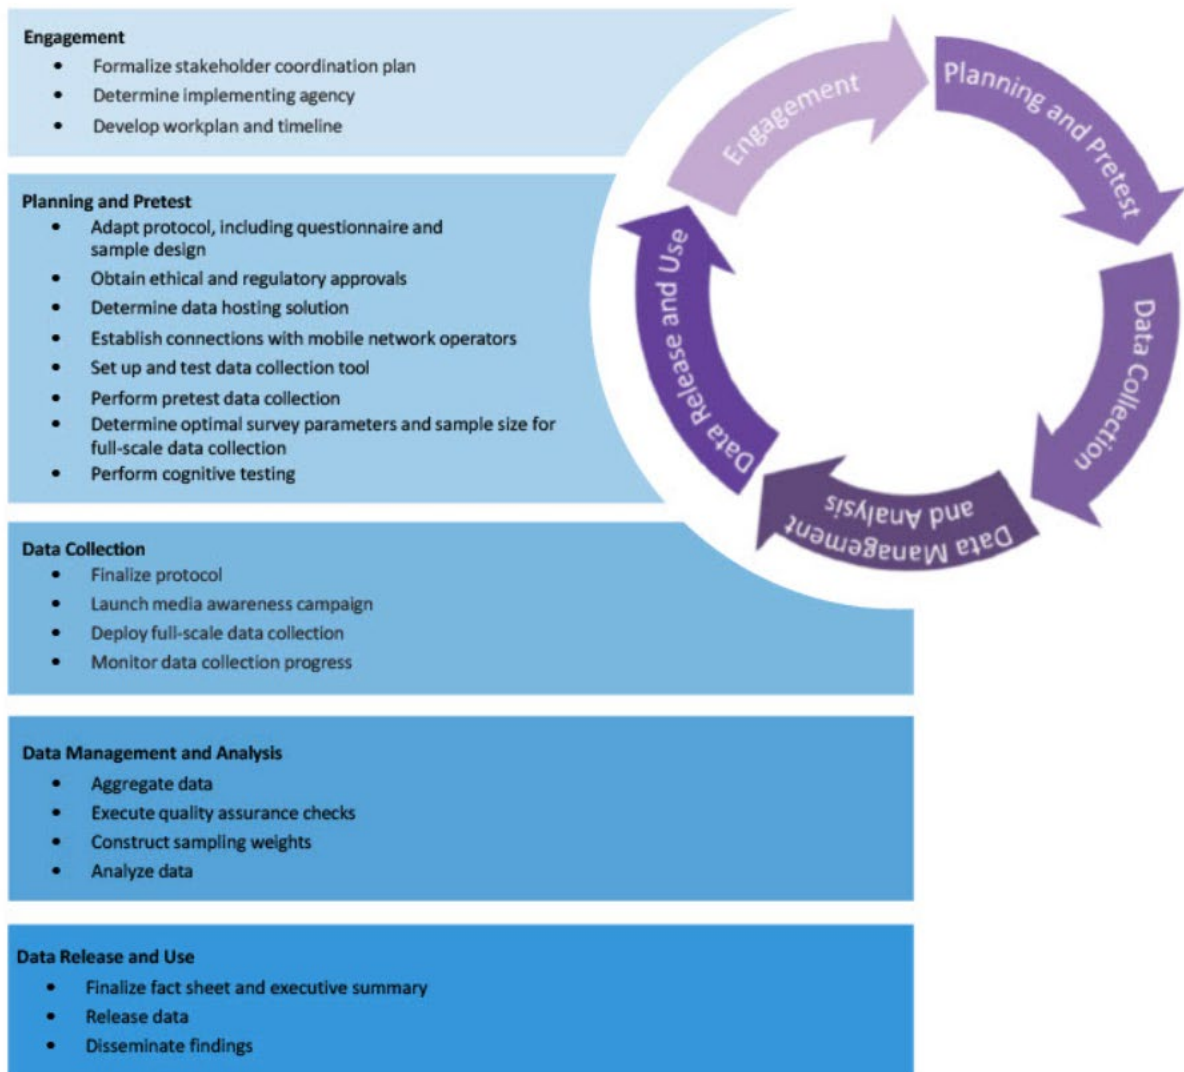 Engagement
• Formalize stakeholder coordination plan
• Determine implementing agency
• Develop workplan and timeline
Planning and Pretest
• Adapt protocol, including questionnaire and
sample design
• Obtain ethical and regulatory approvals
• Determine data hosting solution
• Establish connections with mobile network operators
• Set up and test data collection tool
• Perform pretest data collection
• Determine optimal survey parameters and sample size for
full-scale data collection
• Perform cognitive testing
Data Collection
• Finalize protocol
• Launch media awareness campaign
• Deploy full-scale data collection
• Monitor data collection progress
Data Management and Analysis
• Aggregate data
• Execute quality assurance checks
• Construct sampling weights
• Analyze data
Data Release and Use
• Finalize fact sheet and executive summary
• Release data
• Disseminate findings
Engagement
Planning and Pretest
Data Collection
Data Management
and Analysis
Data Release and Use